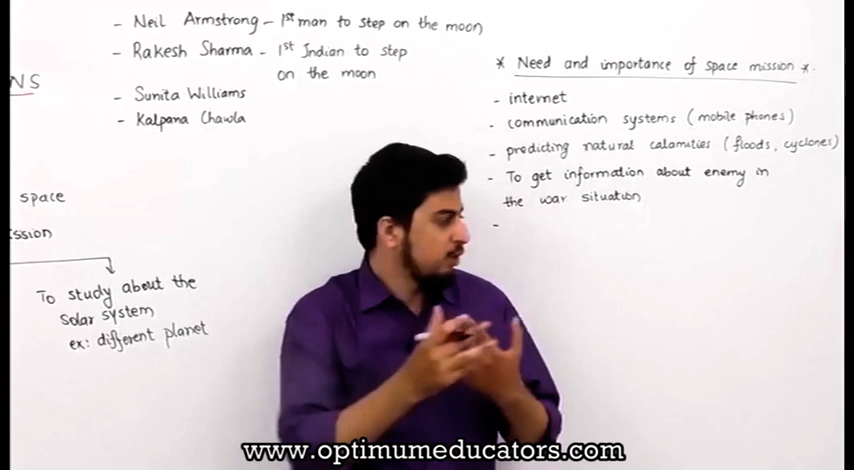 - Neil Armstrong - 1st man to step on the moon
- Rakesh Sharma - 1st Indian to step
on the moon
- Sunita Williams
- Kalpana Chawla
NS
space
ssion
To study about the
Solar system
ex: different planet
* Need and importance of space mission *.
- internet
- communication systems (mobile phones)
- predicting natural calamities (floods, cyclones)
- To get information about enemy in
the war situation
-
www.optimumeducators.com